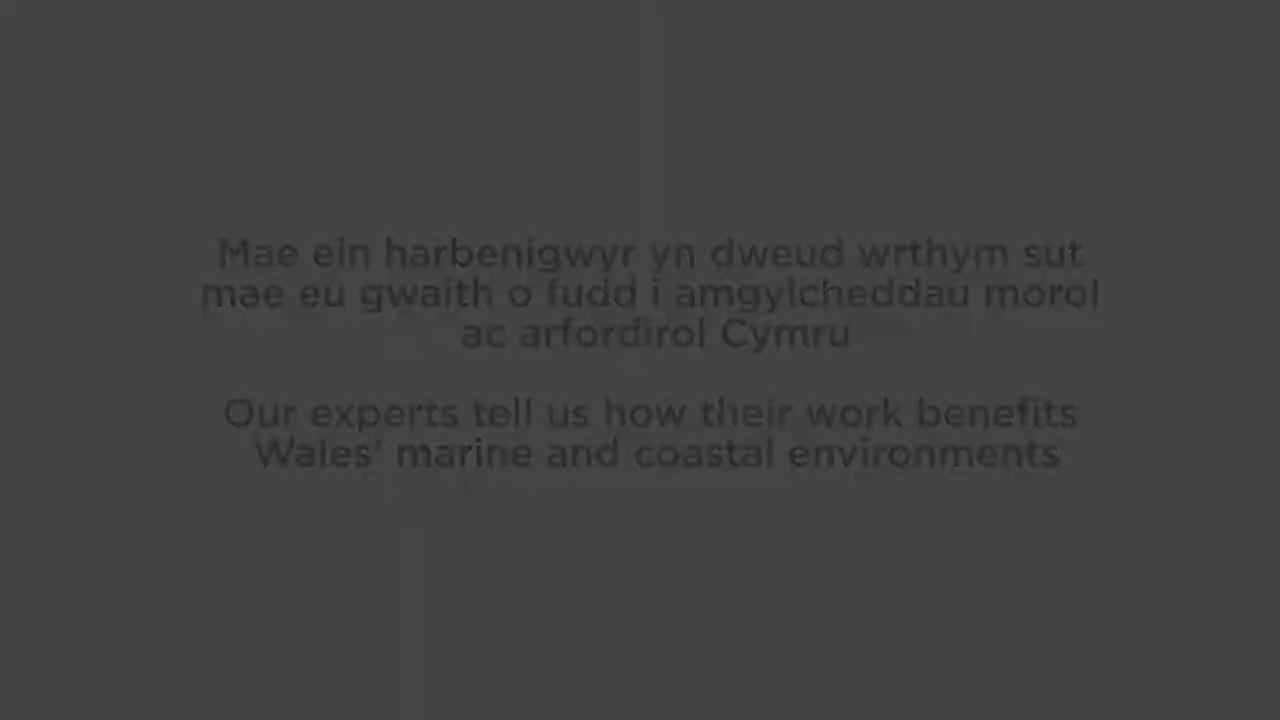 Mae ein harbenigwyr yn dweud wrthym sut
mae eu gwaith o fudd i amgylcheddau morol
ac arfordirol Cymru
Our experts tell us how their work benefits
Wales' marine and coastal environments